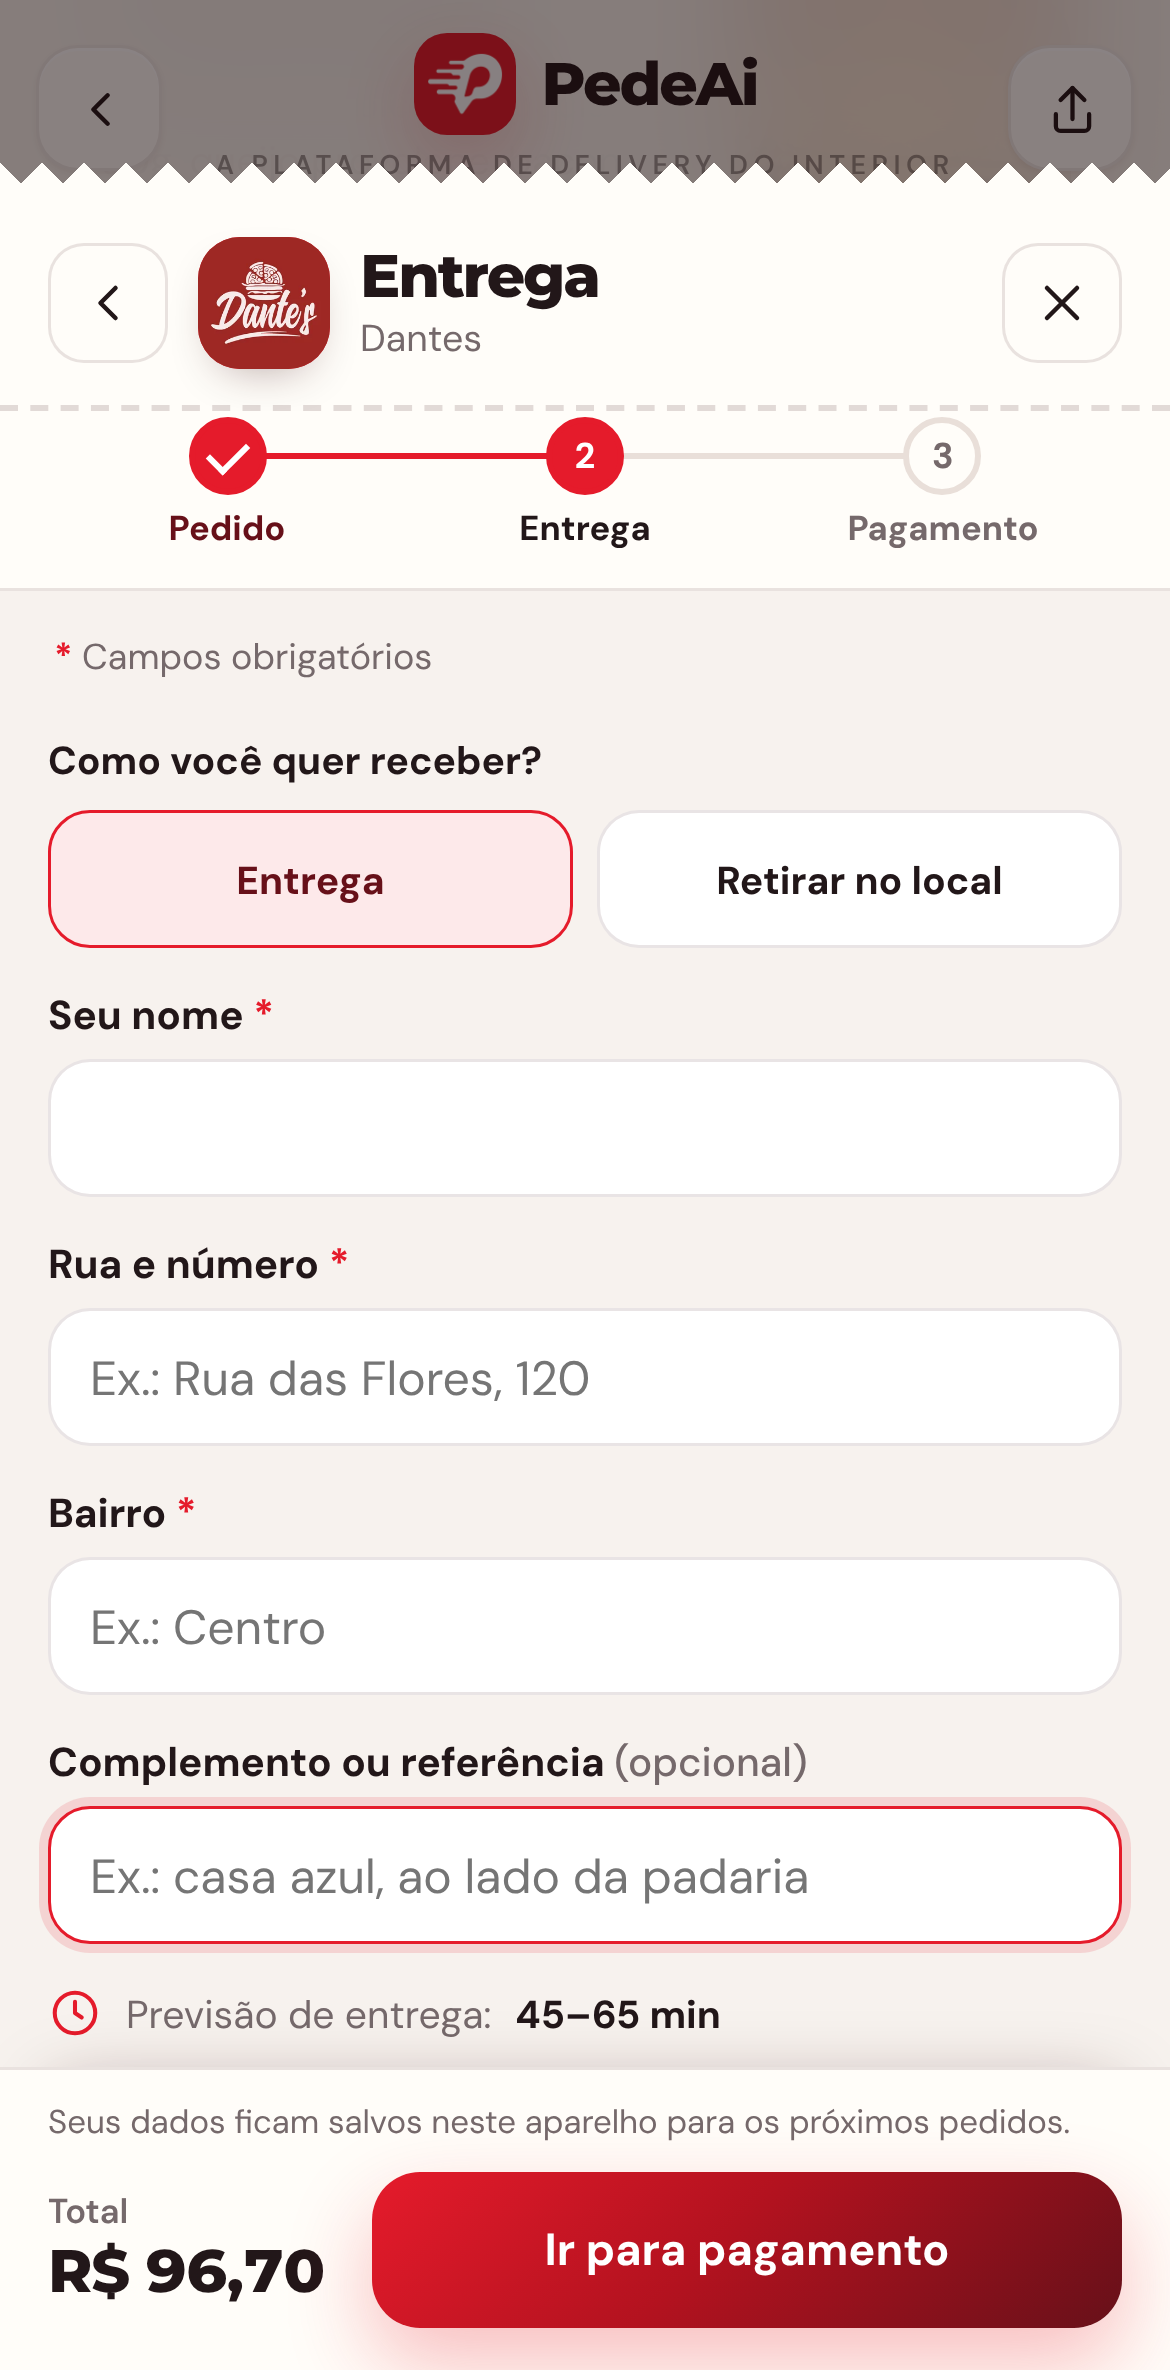 PedeAi
A PLATAFORMA DE DELIVERY DO INTERIOR
Dante's
Entrega
Dantes
2
3
Pedido
Entrega
Pagamento
* Campos obrigatórios
Como você quer receber?
Entrega
Retirar no local
Seu nome *
Rua e número *
Ex.: Rua das Flores, 120
Bairro *
Ex.: Centro
Complemento ou referência (opcional)
Ex.: casa azul, ao lado da padaria
Previsão de entrega: 45–65 min
Seus dados ficam salvos neste aparelho para os próximos pedidos.
Total
R$ 96,70
Ir para pagamento